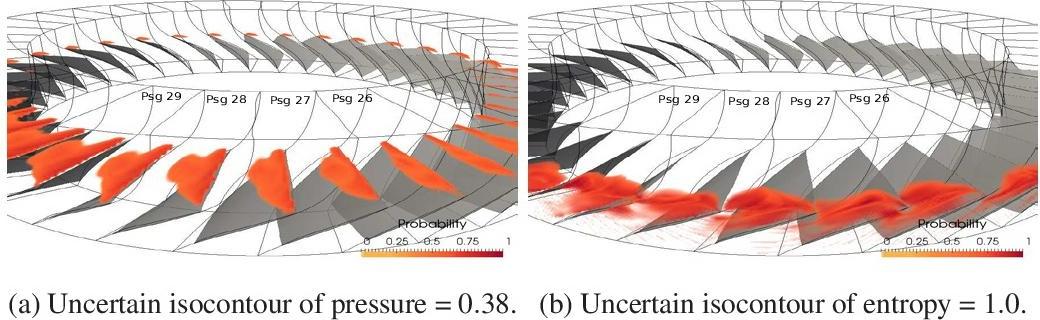 Psg 29 Psg 28 Psg 27 Psg 26
Probability
0 0.25 0.5 0.75 1
Psg 29 Psg 28 Psg 27 Psg 26
Probability
0 0.25 0.5 0.75 1
(a) Uncertain isocontour of pressure = 0.38.
(b) Uncertain isocontour of entropy = 1.0.